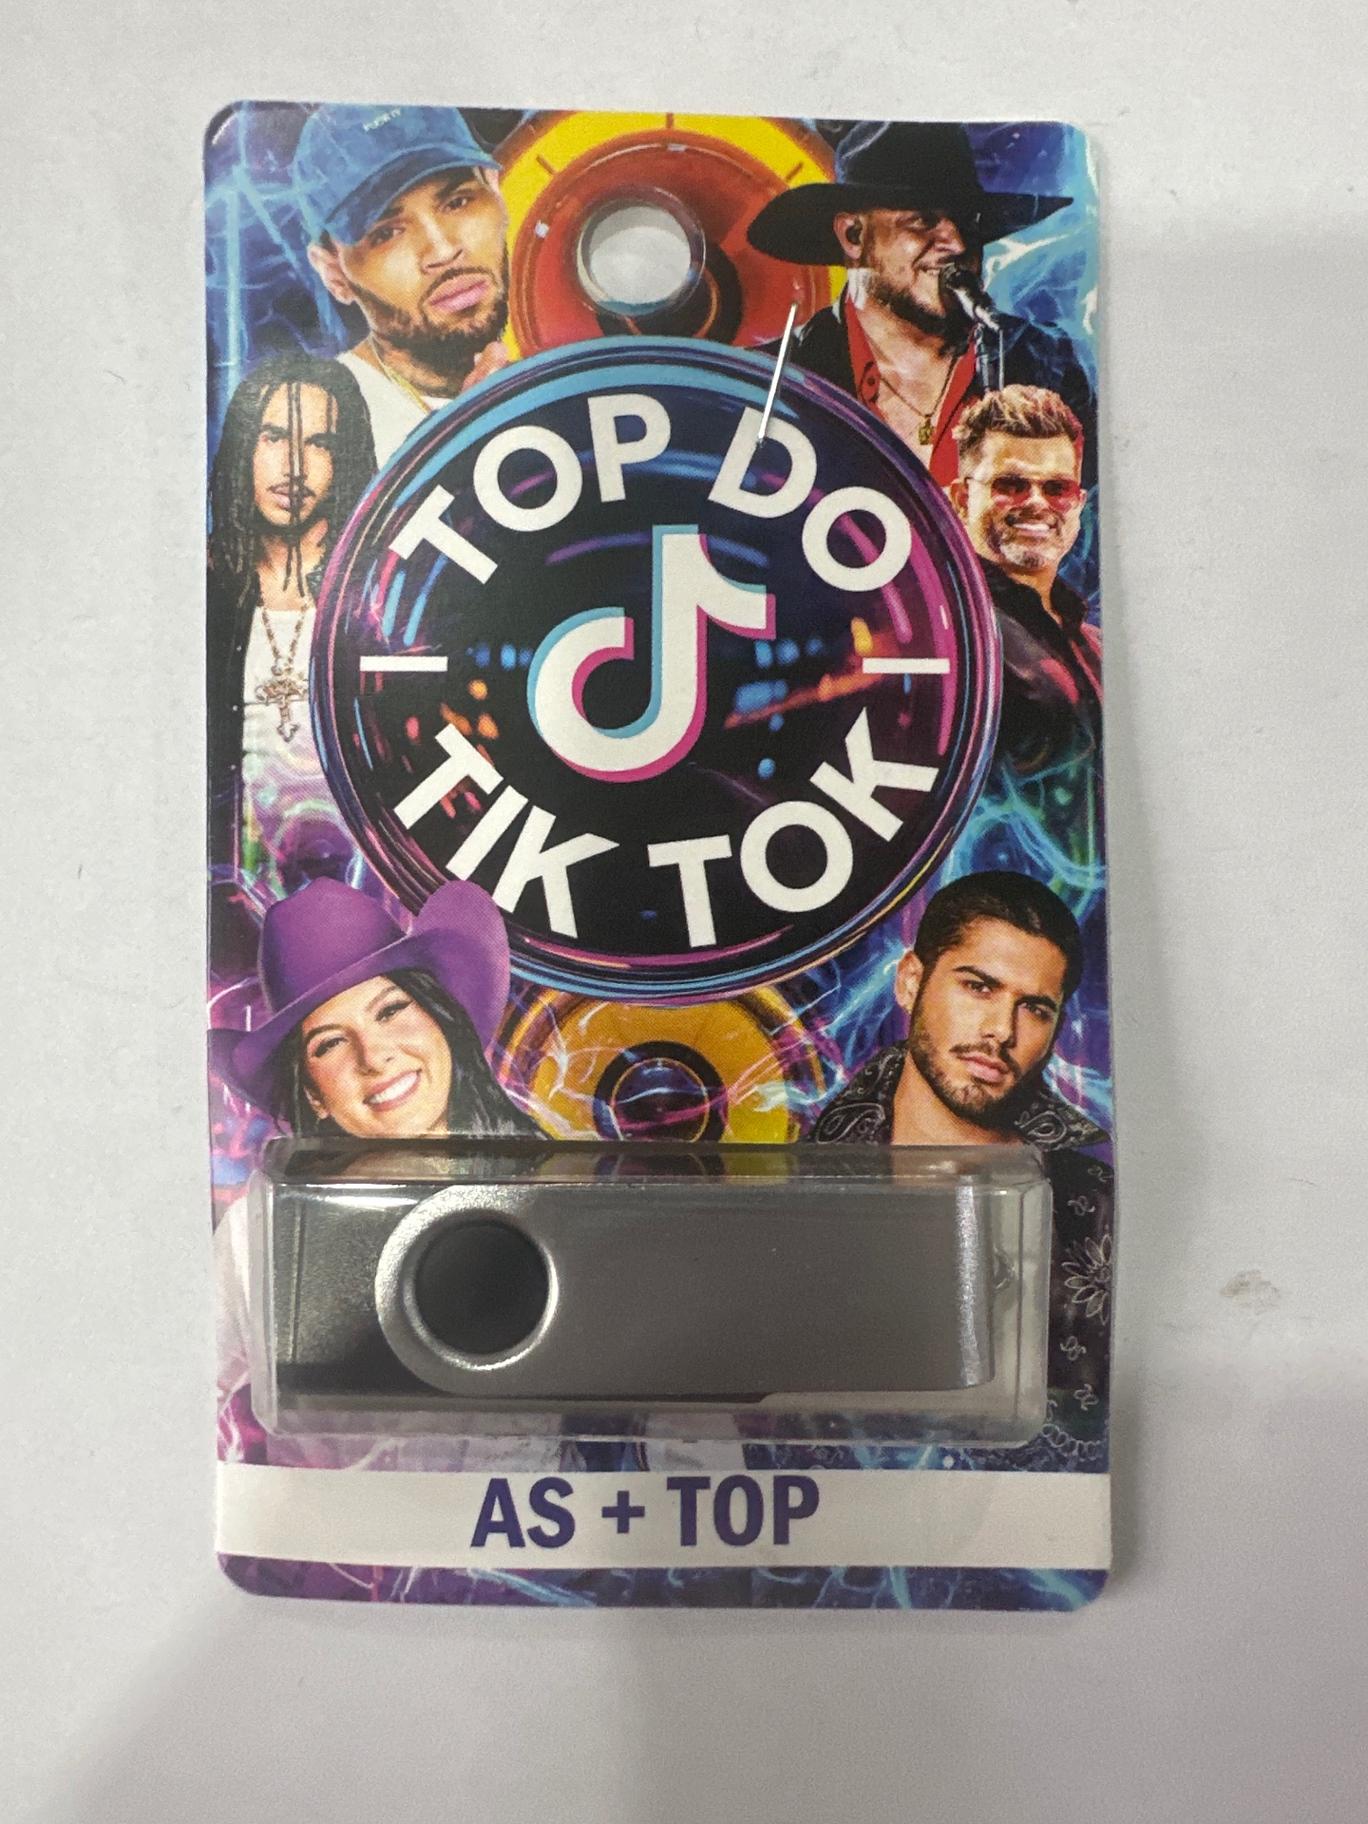 TOP DO
TIK TOK
AS + TOP